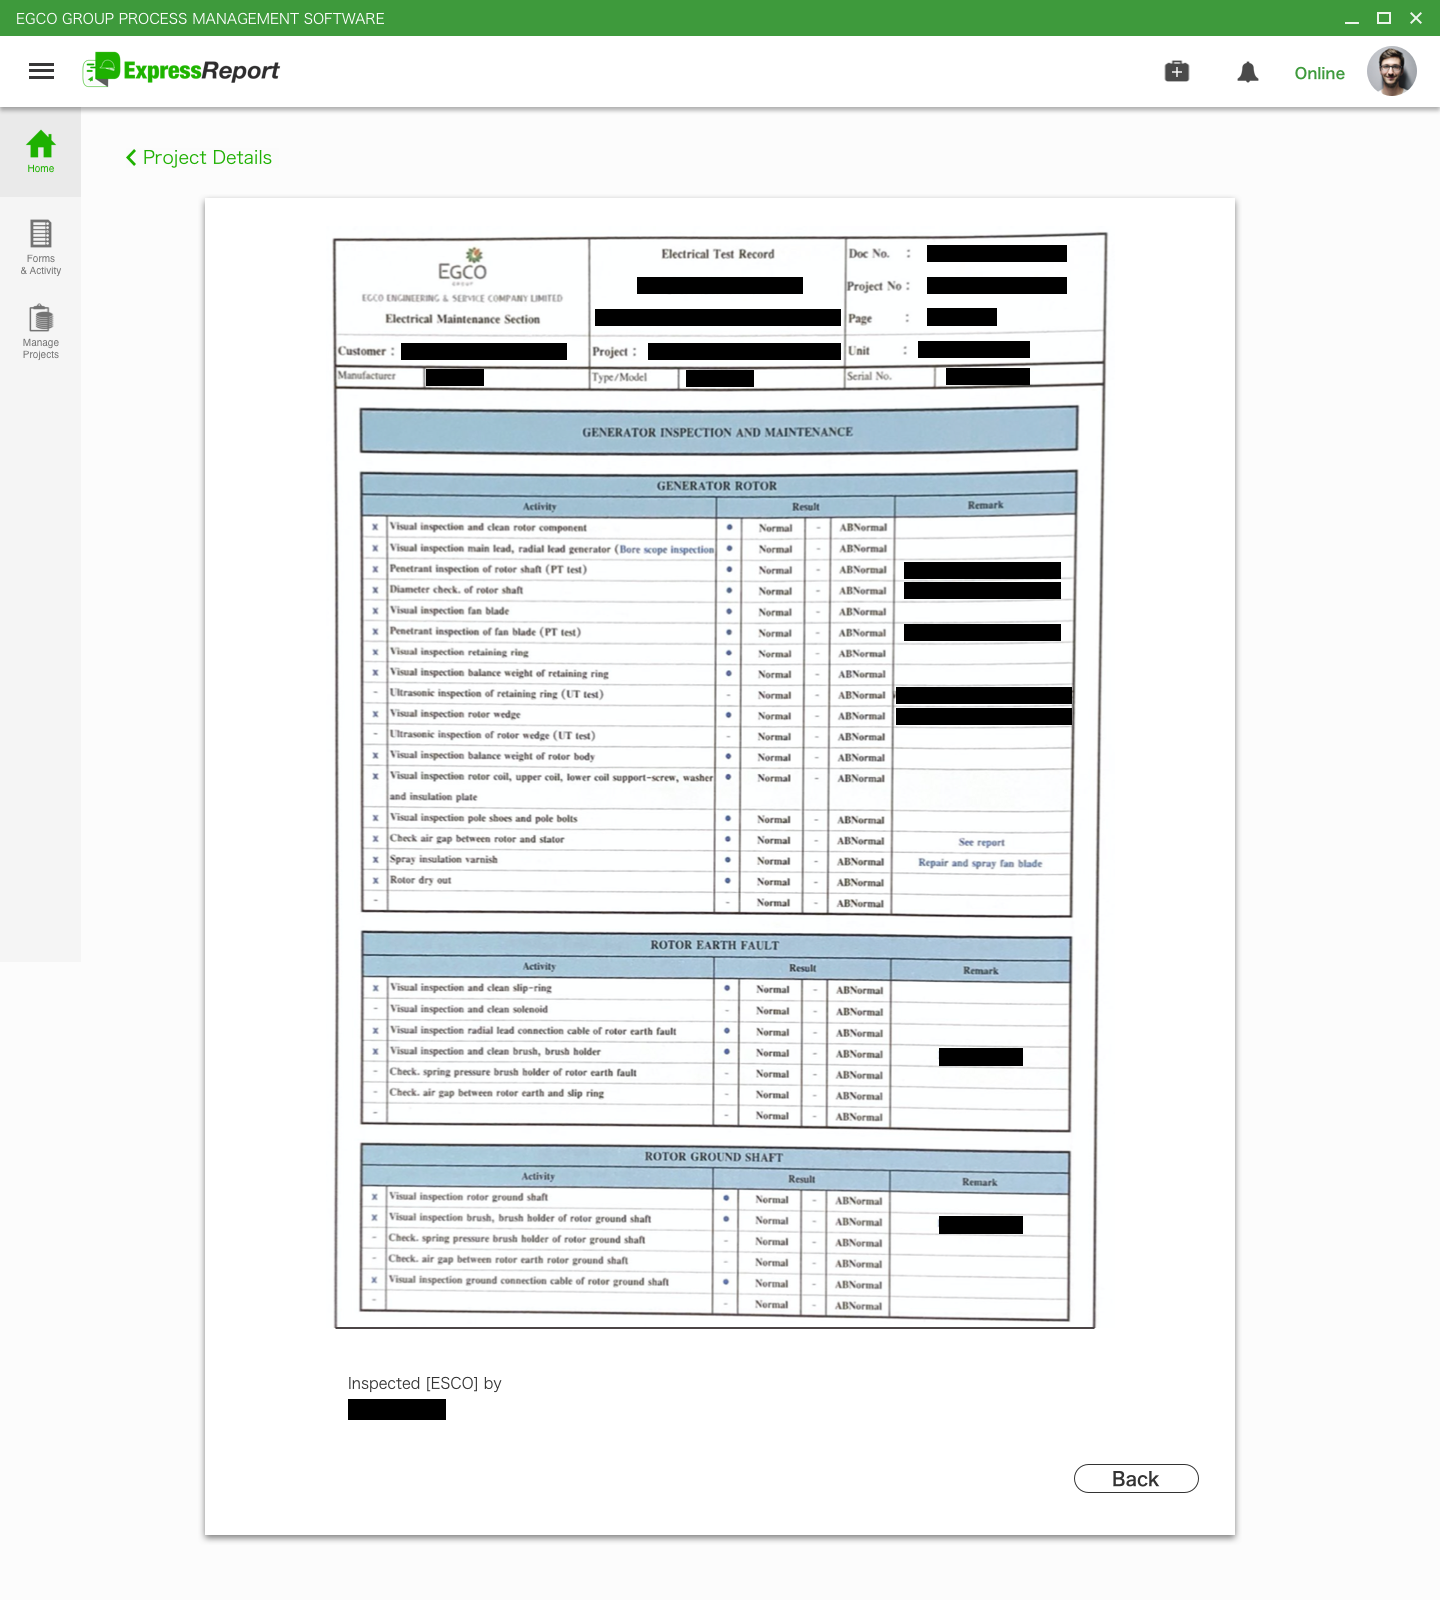 EGCO GROUP PROCESS MANAGEMENT SOFTWARE
ExpressReport
Online
Home
Forms
& Activity
Manage
Projects
Project Details
EGCO
GROUP
EGCO ENGINEERING & SERVICE COMPANY LIMITED
Electrical Maintenance Section
Electrical Test Record
Doc No. :
Project No :
Page :
Customer : Project : Unit :
Manufacturer Type/Model Serial No.
GENERATOR INSPECTION AND MAINTENANCE
GENERATOR ROTOR
Activity Result Remark
x Visual inspection and clean rotor component • Normal - ABNormal
x Visual inspection main lead, radial lead generator (Bore scope inspection • Normal - ABNormal
x Penetrant inspection of rotor shaft (PT test) • Normal - ABNormal
x Diameter check. of rotor shaft • Normal - ABNormal
x Visual inspection fan blade • Normal - ABNormal
x Penetrant inspection of fan blade (PT test) • Normal - ABNormal
x Visual inspection retaining ring • Normal - ABNormal
x Visual inspection balance weight of retaining ring • Normal - ABNormal
- Ultrasonic inspection of retaining ring (UT test) - Normal - ABNormal
x Visual inspection rotor wedge • Normal - ABNormal
- Ultrasonic inspection of rotor wedge (UT test) - Normal - ABNormal
x Visual inspection balance weight of rotor body • Normal - ABNormal
x Visual inspection rotor coil, upper coil, lower coil support-screw, washer • Normal - ABNormal
and insulation plate
x Visual inspection pole shoes and pole bolts • Normal - ABNormal
x Check air gap between rotor and stator • Normal - ABNormal See report
x Spray insulation varnish • Normal - ABNormal Repair and spray fan blade
x Rotor dry out • Normal - ABNormal
- - Normal - ABNormal
ROTOR EARTH FAULT
Activity Result Remark
x Visual inspection and clean slip-ring • Normal - ABNormal
- Visual inspection and clean solenoid - Normal - ABNormal
x Visual inspection radial lead connection cable of rotor earth fault • Normal - ABNormal
x Visual inspection and clean brush, brush holder • Normal - ABNormal
- Check. spring pressure brush holder of rotor earth fault - Normal - ABNormal
- Check. air gap between rotor earth and slip ring - Normal - ABNormal
- - Normal - ABNormal
ROTOR GROUND SHAFT
Activity Result Remark
x Visual inspection rotor ground shaft • Normal - ABNormal
x Visual inspection brush, brush holder of rotor ground shaft • Normal - ABNormal
- Check. spring pressure brush holder of rotor ground shaft - Normal - ABNormal
- Check. air gap between rotor earth rotor ground shaft - Normal - ABNormal
x Visual inspection ground connection cable of rotor ground shaft • Normal - ABNormal
- - Normal - ABNormal
Inspected [ESCO] by
Back